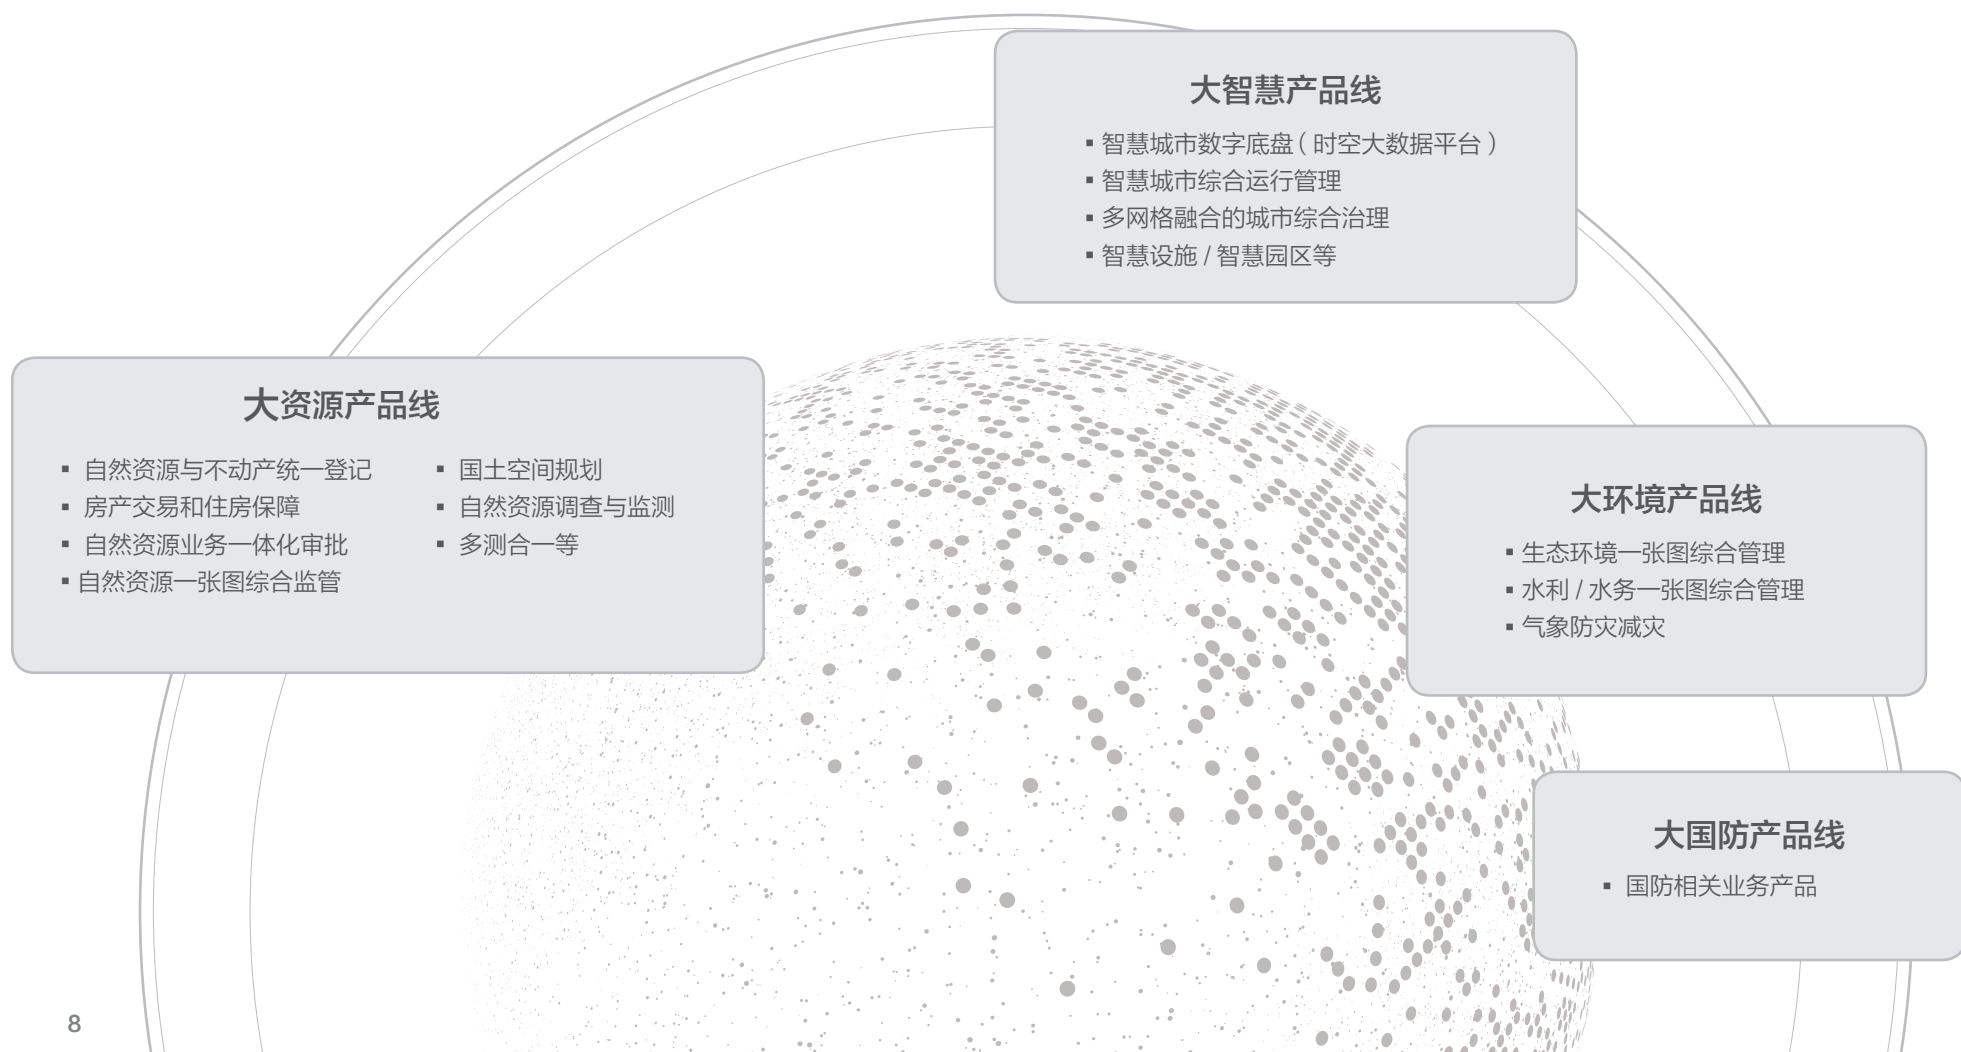 大智慧产品线
▪ 智慧城市数字底盘（时空大数据平台）
▪ 智慧城市综合运行管理
▪ 多网格融合的城市综合治理
▪ 智慧设施 / 智慧园区等
大资源产品线
▪ 自然资源与不动产统一登记
▪ 房产交易和住房保障
▪ 自然资源业务一体化审批
▪ 自然资源一张图综合监管
▪ 国土空间规划
▪ 自然资源调查与监测
▪ 多测合一等
大环境产品线
▪ 生态环境一张图综合管理
▪ 水利 / 水务一张图综合管理
▪ 气象防灾减灾
大国防产品线
▪ 国防相关业务产品
8